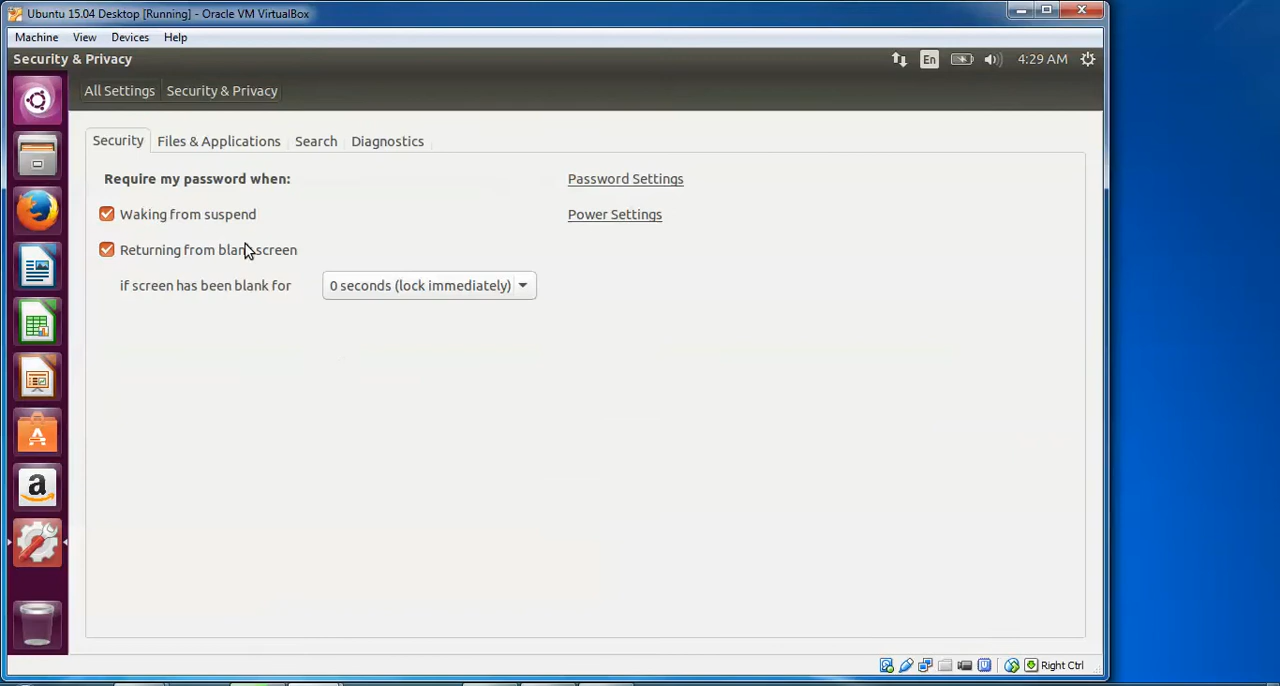 Ubuntu 15.04 Desktop [Running] - Oracle VM VirtualBox
Machine View Devices Help
Security & Privacy En 4:29 AM
All Settings Security & Privacy
Security Files & Applications Search Diagnostics
Require my password when: Password Settings
Waking from suspend Power Settings
Returning from blank screen
if screen has been blank for 0 seconds (lock immediately)
Right Ctrl